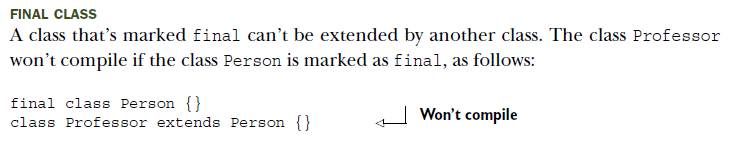 FINAL CLASS
A class that's marked final can't be extended by another class. The class Professor
won't compile if the class Person is marked as final, as follows:
final class Person {}
class Professor extends Person {}
Won't compile